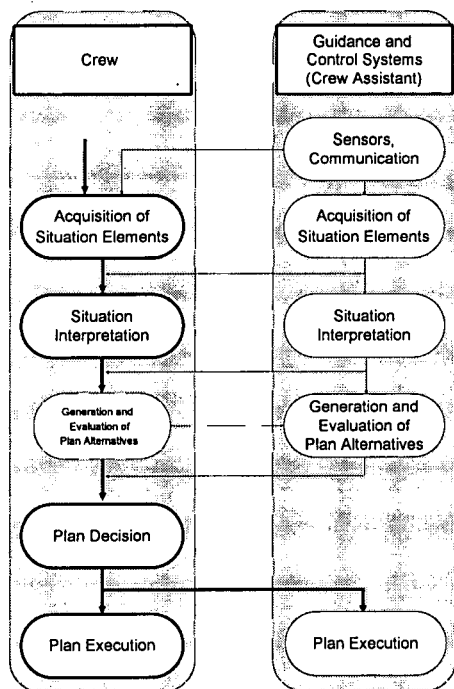 Crew
Guidance and
Control Systems
(Crew Assistant)
Sensors,
Communication
Acquisition of
Situation Elements
Acquisition of
Situation Elements
Situation
Interpretation
Situation
Interpretation
Generation and
Evaluation of
Plan Alternatives
Generation and
Evaluation of
Plan Alternatives
Plan Decision
Plan Execution
Plan Execution